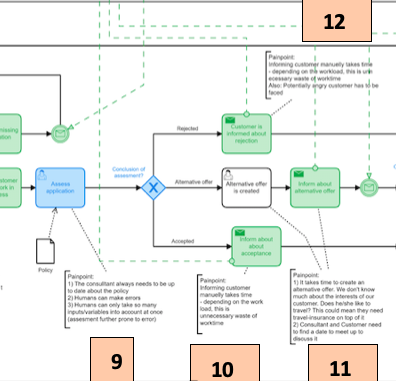 12
Painpoint:
Informing customer manually takes time
- depending on the workload, this is unn
ecessary waste of worktime
Also: Potentially angry customer has to be
faced
missing
ation
Rejected
Customer is
informed about
rejection
Conclusion of
assesment?
stomer
ork in
ess
Assess
application
Alternative offer
Alternative offer
is created
Inform about
alternative offer
Accepted
Inform about
about
acceptance
Policy
Painpoint:
1) The consultant always needs to be up
to date about the policy
2) Humans can make errors
3) Humans can only take so many
inputs/variables into account at once
(assesment further prone to error)
Painpoint:
Informing customer
manually takes time
- depending on the work
load, this is
unnecessary waste of
worktime
Painpoint:
1) It takes time to create an
alternative offer. We don't know
much about the interests of our
customer. Does he/she like to
travel? This could mean they need
travel-insurance on top of it
2) Consultant and Customer need
to find a date to meet up to
discuss it
9
10
11